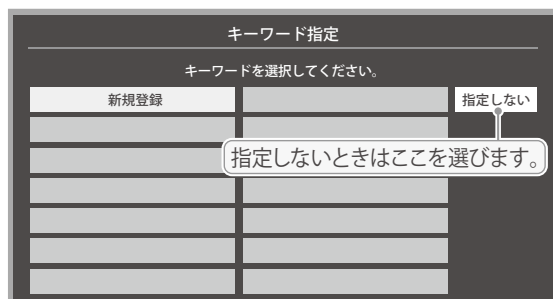 キーワード指定
キーワードを選択してください。
新規登録
指定しない
指定しないときはここを選びます。